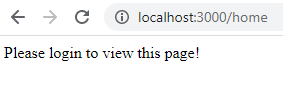 localhost:3000/home
Please login to view this page!